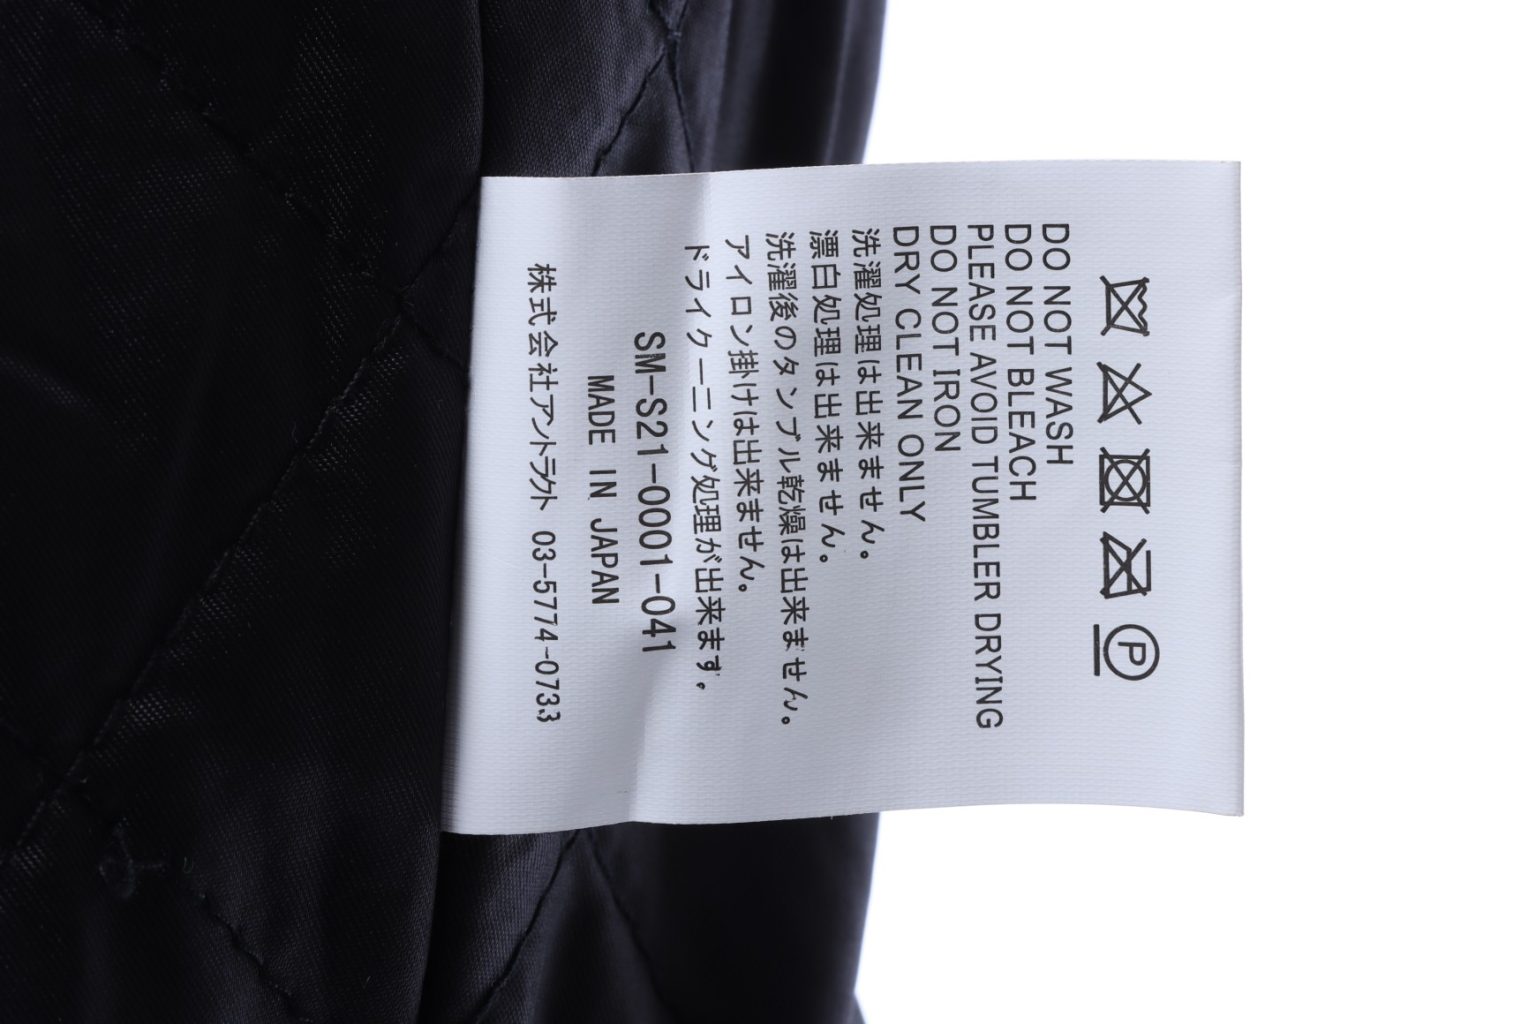 DO NOT WASH
DO NOT BLEACH
PLEASE AVOID TUMBLER DRYING
DO NOT IRON
DRY CLEAN ONLY
洗濯処理は出来ません。
漂白処理は出来ません。
洗濯後のタンブル乾燥は出来ません。
アイロン掛けは出来ません。
ドライクーニング処理が出来ます。
SM-S21-0001-041
MADE IN JAPAN
株式会社アントラクト 03-5774-0733